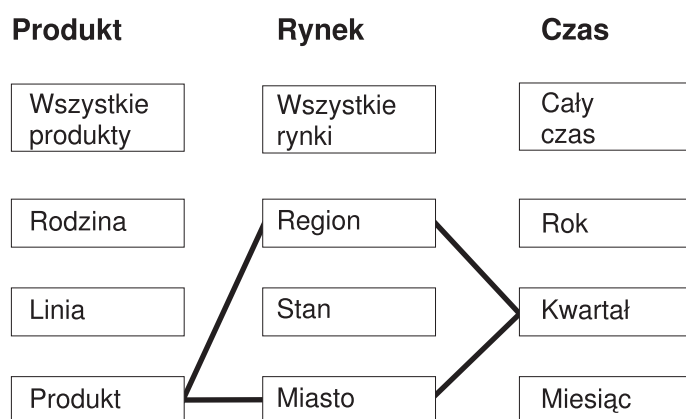 Produkt Rynek Czas
Wszystkie produkty Wszystkie rynki Cały czas
Rodzina Region Rok
Linia Stan Kwartał
Produkt Miasto Miesiąc